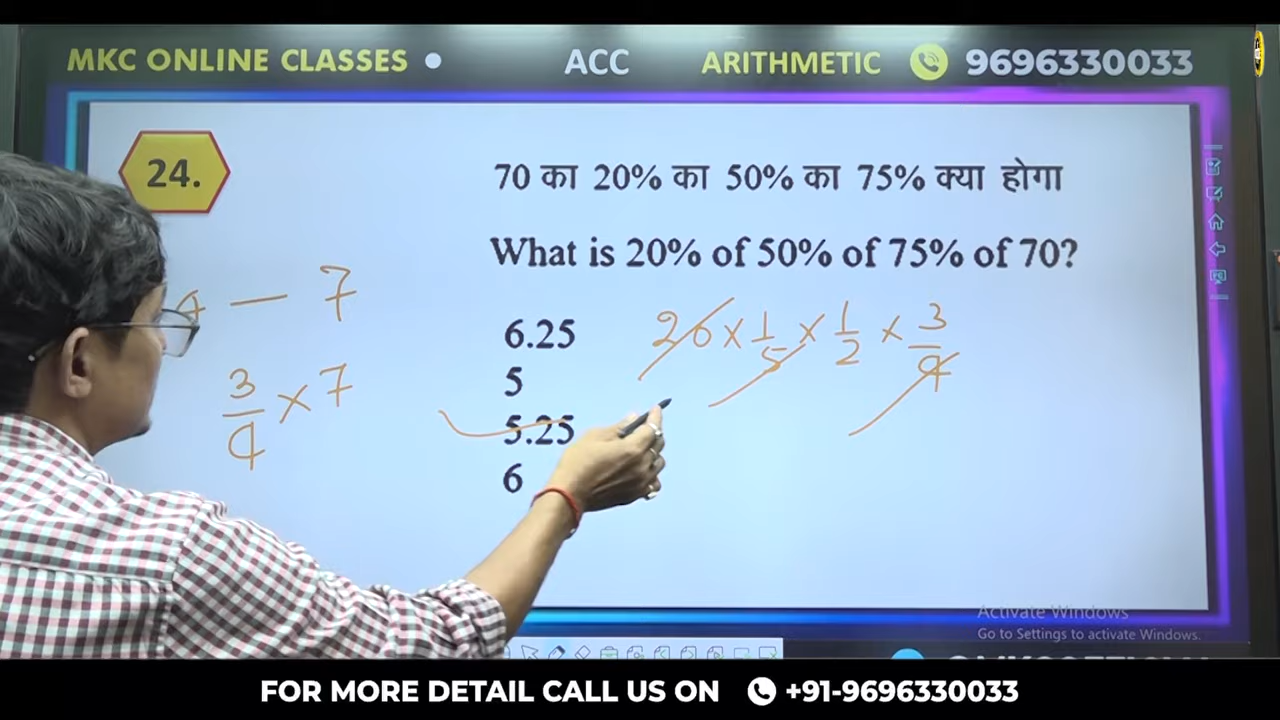 MKC ONLINE CLASSES ACC ARITHMETIC 9696330033
24.
70 का 20% का 50% का 75% क्या होगा
What is 20% of 50% of 75% of 70?
6.25
5
5.25
6
4 — 7
3/4 × 7
20 × 1/5 × 1/2 × 3/4
Activate Windows
Go to Settings to activate Windows.
FOR MORE DETAIL CALL US ON +91-9696330033